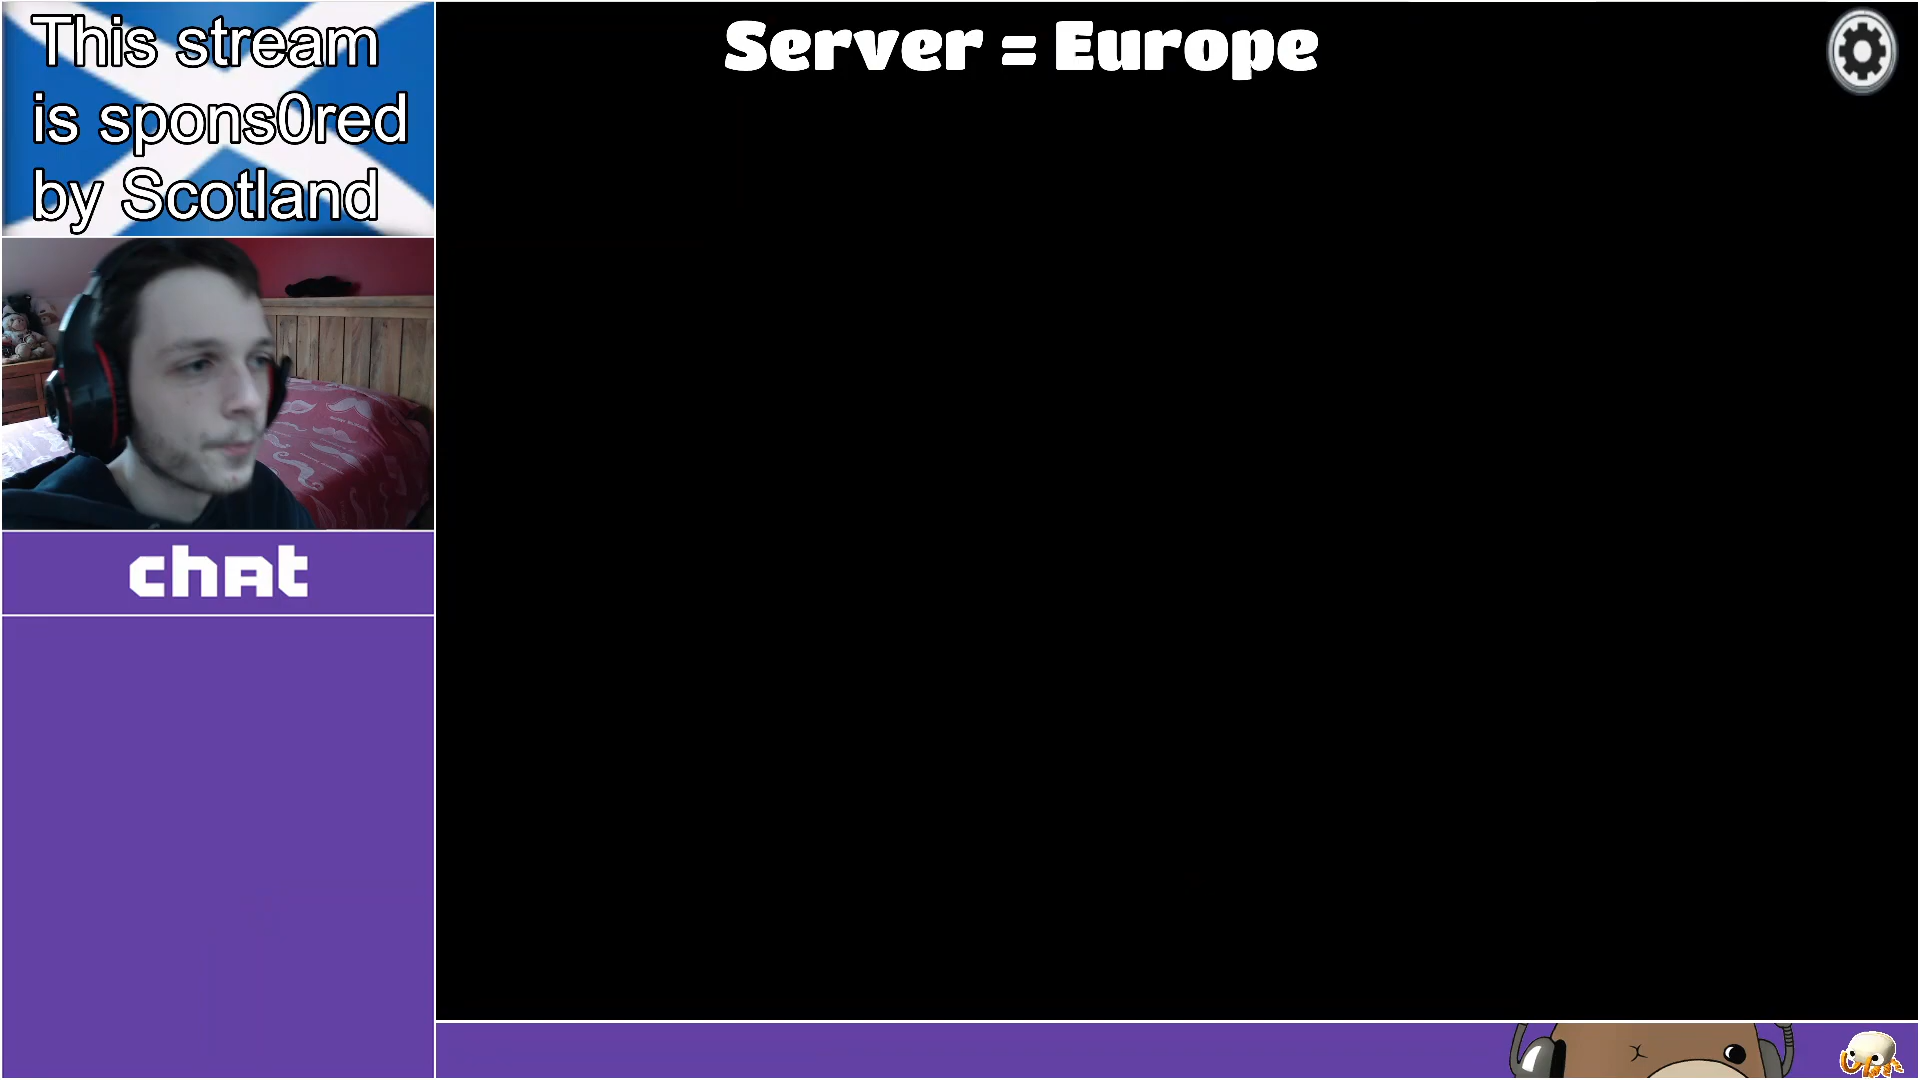 This stream
is spons0red
by Scotland
Server = Europe
chat